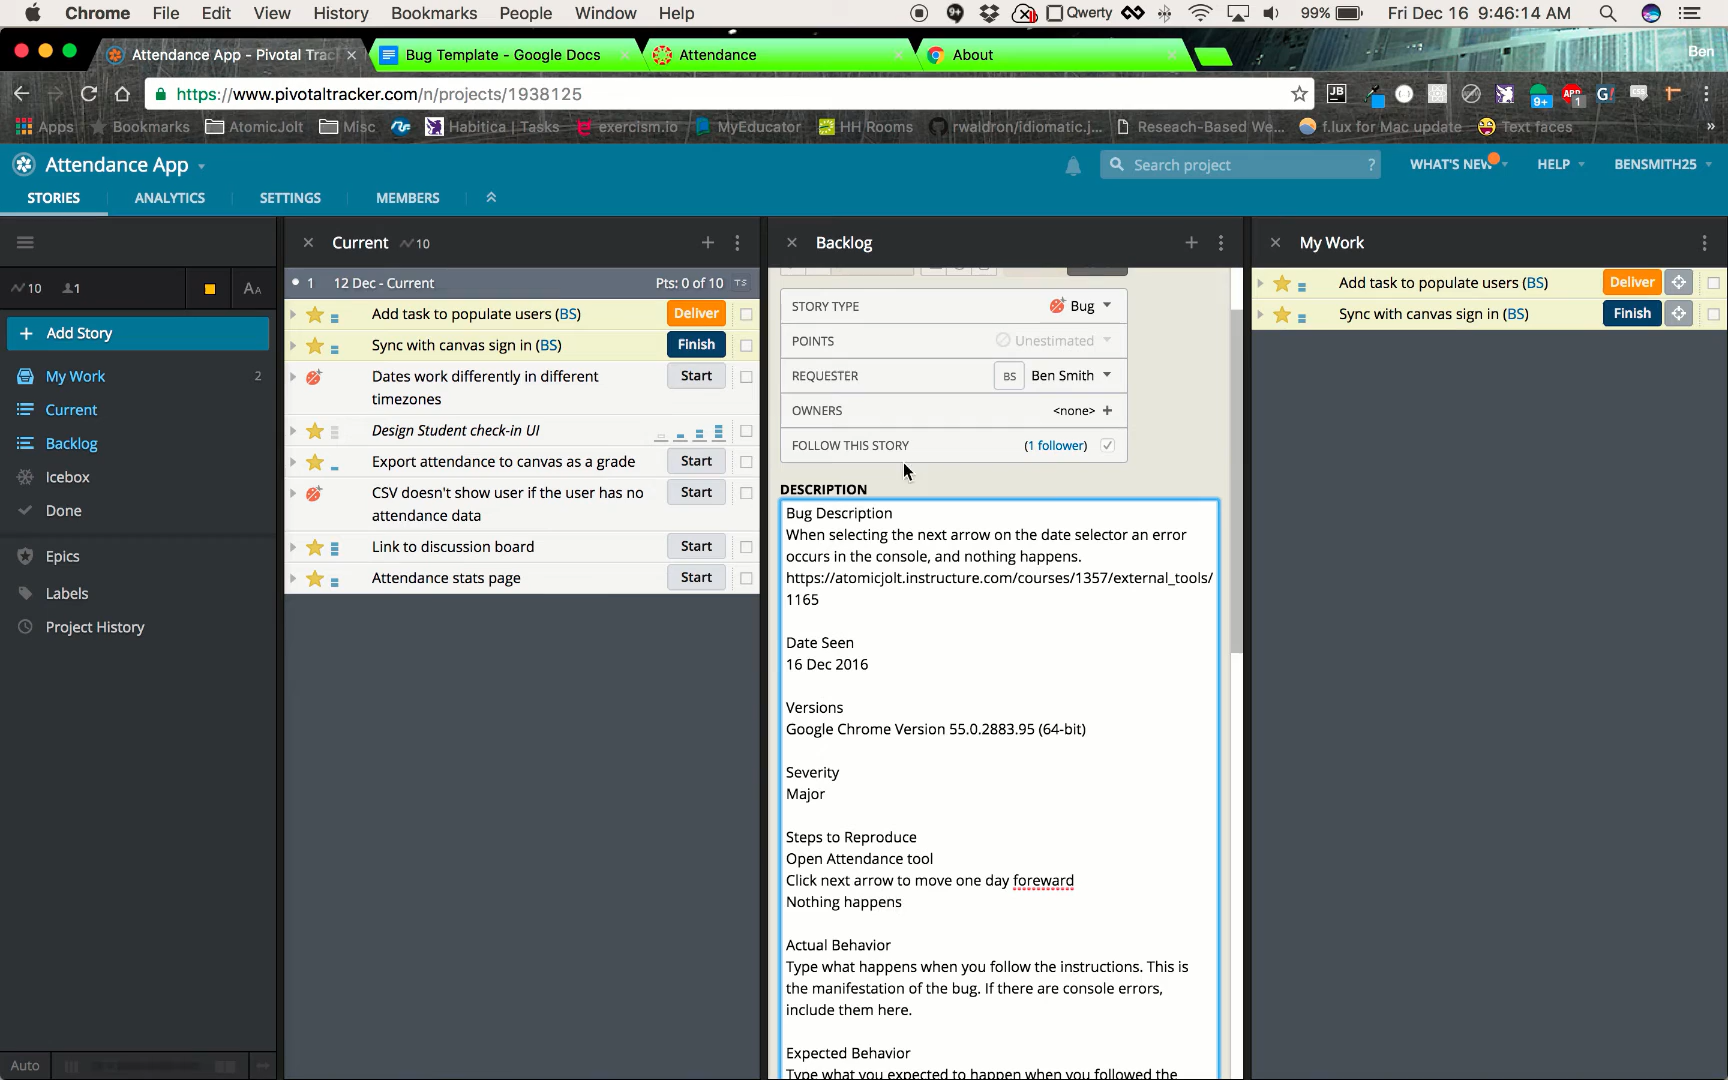 Chrome File Edit View History Bookmarks People Window Help Qwerty 99% Fri Dec 16 9:46:14 AM
Attendance App - Pivotal Trac Bug Template - Google Docs Attendance About Ben
https://www.pivotaltracker.com/n/projects/1938125
Apps Bookmarks AtomicJolt Misc Habitica | Tasks exercism.io MyEducator HH Rooms rwaldron/idiomatic.j... Reseach-Based We... f.lux for Mac update Text faces »
Attendance App Search project ? WHAT'S NEW HELP BENSMITH25
STORIES ANALYTICS SETTINGS MEMBERS
10 1 AA
+ Add Story
My Work 2
Current
Backlog
Icebox
Done
Epics
Labels
Project History
Auto
Current 10
1 12 Dec - Current Pts: 0 of 10 TS
Add task to populate users (BS) Deliver
Sync with canvas sign in (BS) Finish
Dates work differently in different Start
timezones
Design Student check-in UI
Export attendance to canvas as a grade Start
CSV doesn't show user if the user has no Start
attendance data
Link to discussion board Start
Attendance stats page Start
Backlog
STORY TYPE Bug
POINTS Unestimated
REQUESTER BS Ben Smith
OWNERS <none> +
FOLLOW THIS STORY (1 follower)
DESCRIPTION
Bug Description
When selecting the next arrow on the date selector an error
occurs in the console, and nothing happens.
https://atomicjolt.instructure.com/courses/1357/external_tools/
1165
Date Seen
16 Dec 2016
Versions
Google Chrome Version 55.0.2883.95 (64-bit)
Severity
Major
Steps to Reproduce
Open Attendance tool
Click next arrow to move one day foreward
Nothing happens
Actual Behavior
Type what happens when you follow the instructions. This is
the manifestation of the bug. If there are console errors,
include them here.
Expected Behavior
Type what you expected to happen when you followed the
My Work
Add task to populate users (BS) Deliver
Sync with canvas sign in (BS) Finish